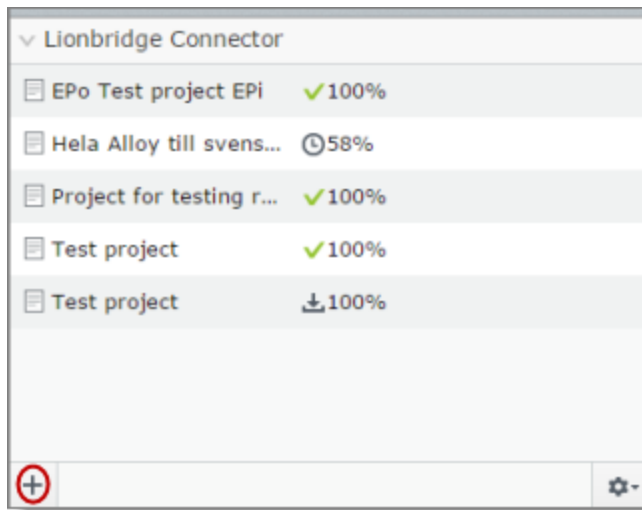 Lionbridge Connector
EPo Test project EPi 100%
Hela Alloy till svens... 58%
Project for testing r... 100%
Test project 100%
Test project 100%